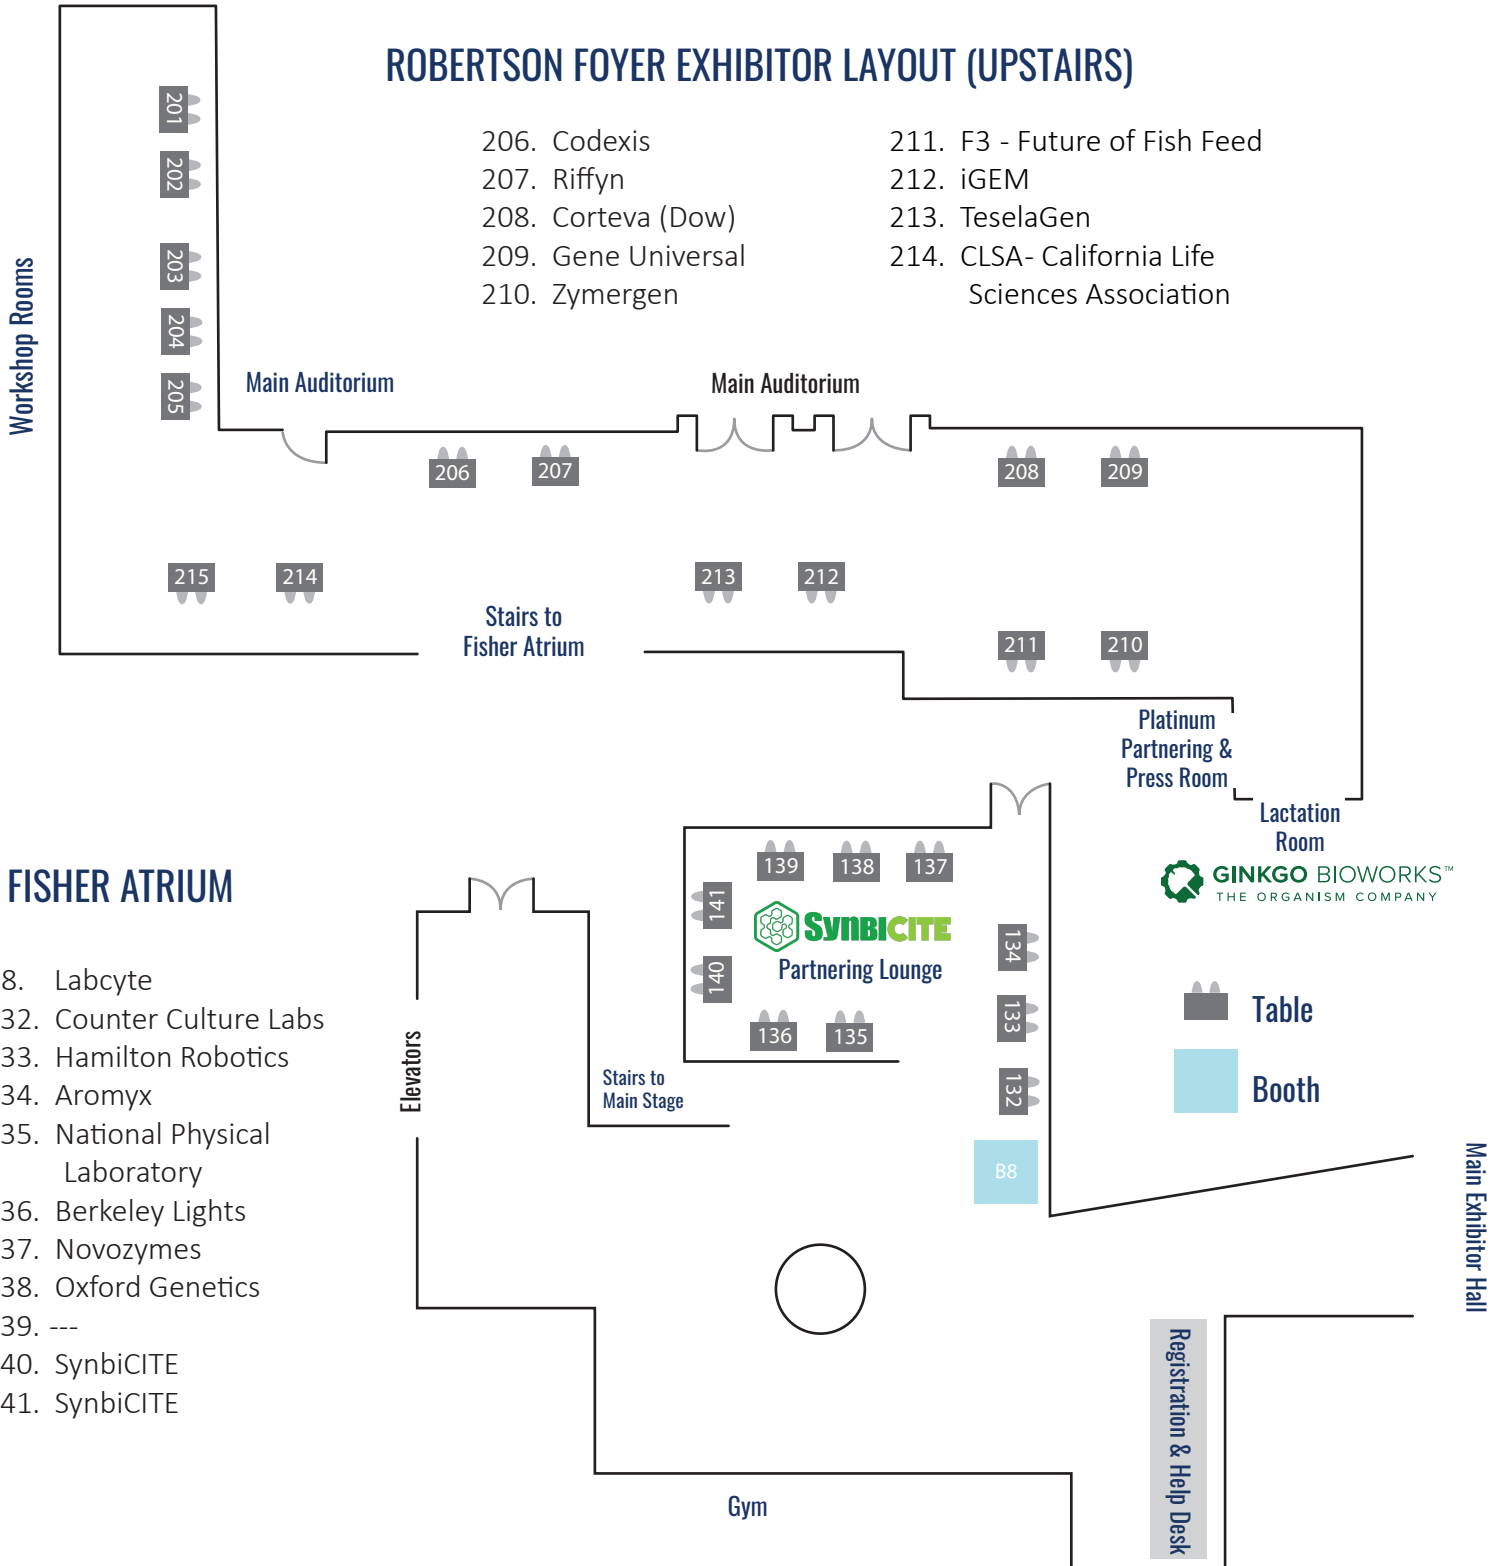 ROBERTSON FOYER EXHIBITOR LAYOUT (UPSTAIRS)
206. Codexis
207. Riffyn
208. Corteva (Dow)
209. Gene Universal
210. Zymergen
211. F3 - Future of Fish Feed
212. iGEM
213. TeselaGen
214. CLSA- California Life
Sciences Association
201
202
203
204
205
Workshop Rooms
Main Auditorium
Main Auditorium
206
207
208
209
215
214
213
212
211
210
Stairs to
Fisher Atrium
Platinum
Partnering &
Press Room
Lactation
Room
GINKGO BIOWORKS™
THE ORGANISM COMPANY
FISHER ATRIUM
8. Labcyte
32. Counter Culture Labs
33. Hamilton Robotics
34. Aromyx
35. National Physical
Laboratory
36. Berkeley Lights
37. Novozymes
38. Oxford Genetics
39. ---
40. SynbiCITE
41. SynbiCITE
139
138
137
141
140
SYNBICITE
Partnering Lounge
136
135
134
133
132
B8
Elevators
Stairs to
Main Stage
Table
Booth
Main Exhibitor Hall
Registration & Help Desk
Gym